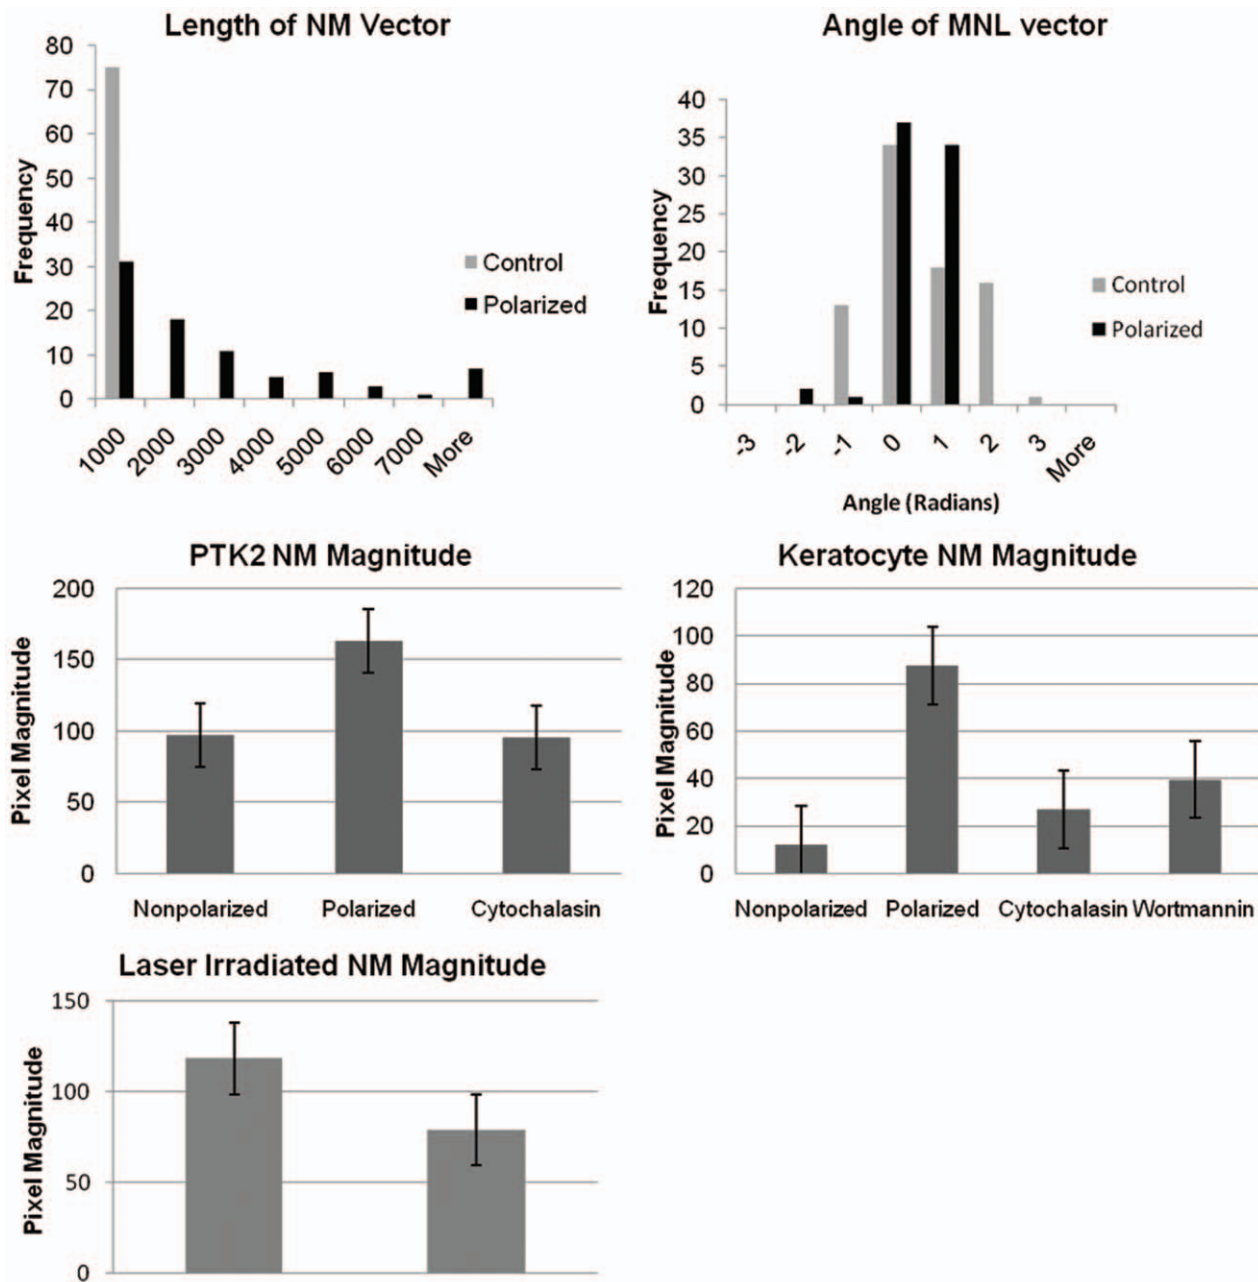 Length of NM Vector
80
70
60
50
40
30
20
10
0
Frequency
Control
Polarized
1000
2000
3000
4000
5000
6000
7000
More
Angle of MNL vector
40
35
30
25
20
15
10
5
0
Frequency
Control
Polarized
-3
-2
-1
0
1
2
3
More
Angle (Radians)
PTK2 NM Magnitude
200
150
100
50
0
Pixel Magnitude
Nonpolarized Polarized Cytochalasin
Keratocyte NM Magnitude
120
100
80
60
40
20
0
Pixel Magnitude
Nonpolarized Polarized Cytochalasin Wortmannin
Laser Irradiated NM Magnitude
150
100
50
0
Pixel Magnitude